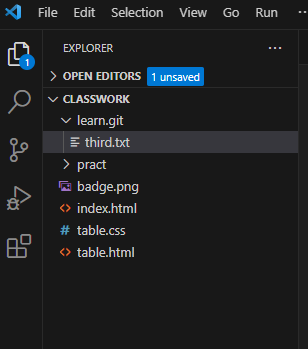 File Edit Selection View Go Run
EXPLORER
OPEN EDITORS 1 unsaved
CLASSWORK
learn.git
third.txt
pract
badge.png
index.html
table.css
table.html
1